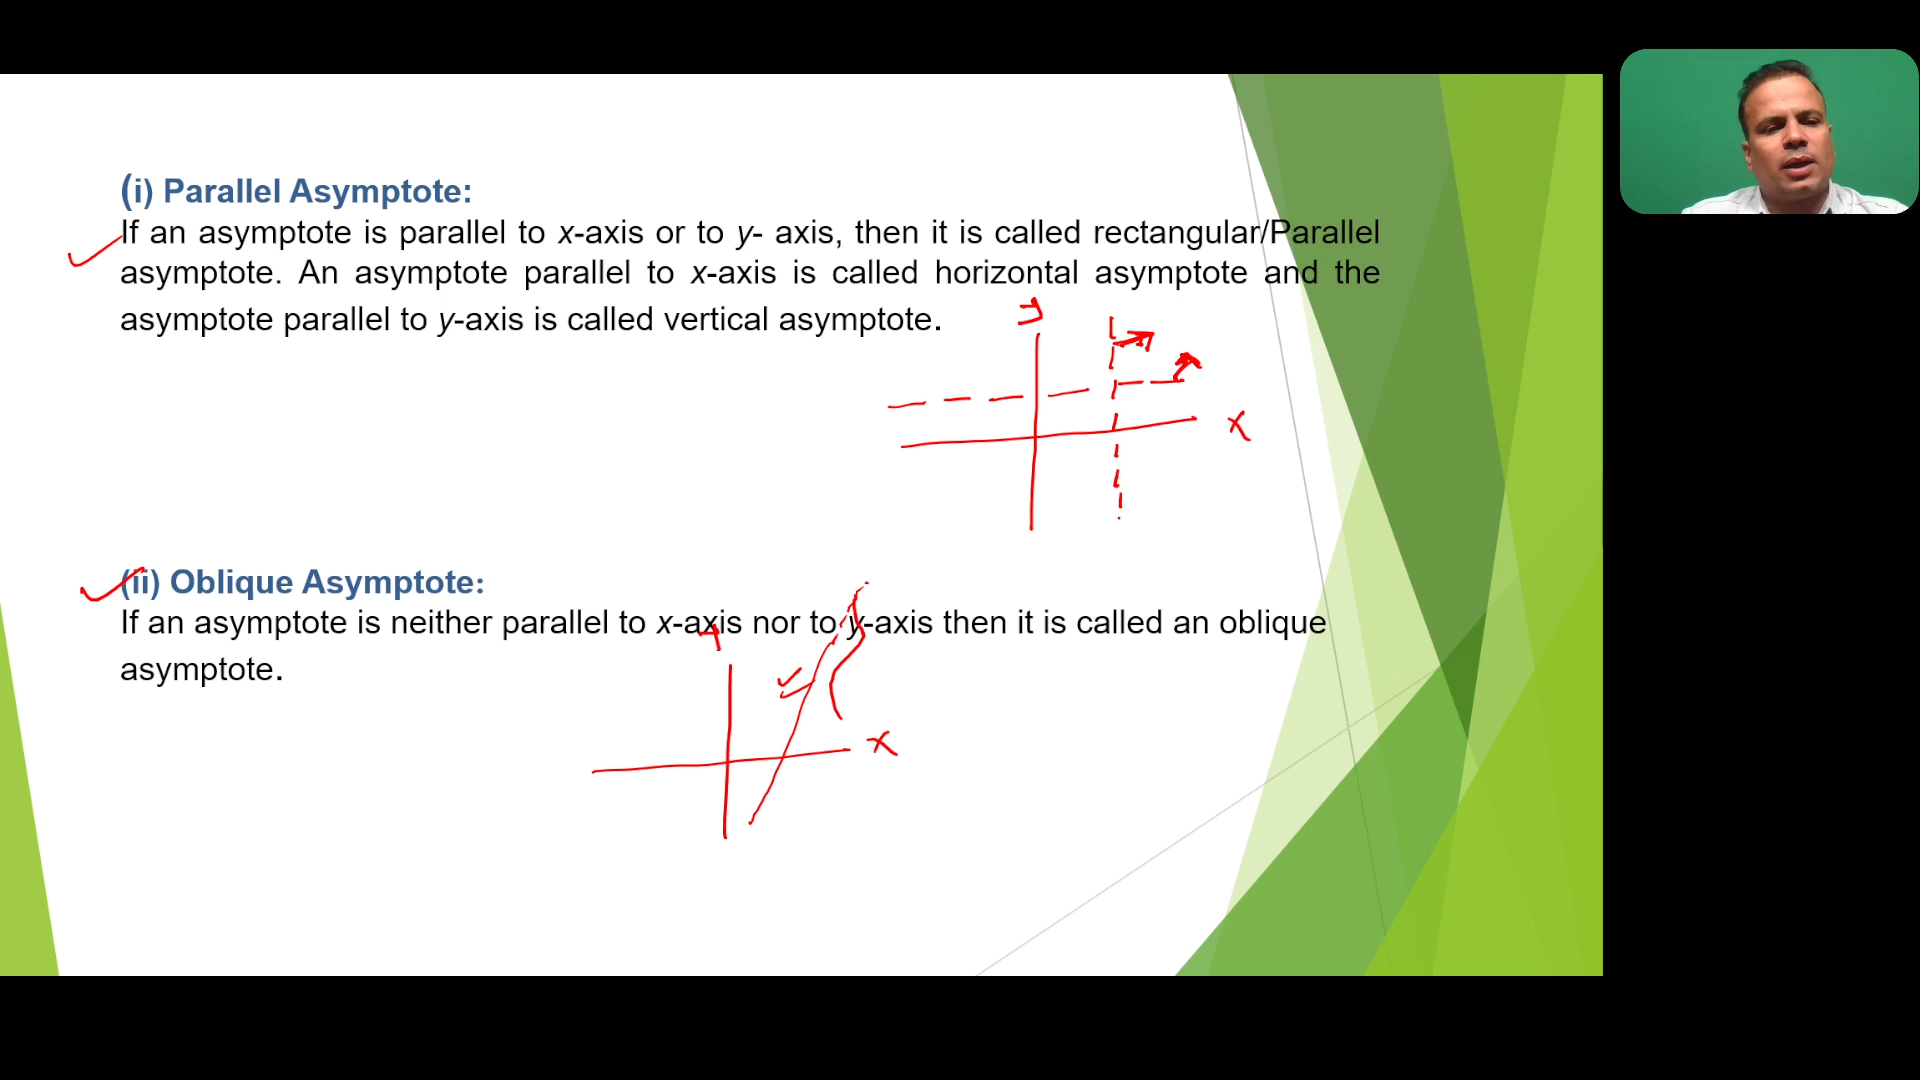 (i) Parallel Asymptote:
If an asymptote is parallel to x-axis or to y- axis, then it is called rectangular/Parallel
asymptote. An asymptote parallel to x-axis is called horizontal asymptote and the
asymptote parallel to y-axis is called vertical asymptote.
y
x
(ii) Oblique Asymptote:
If an asymptote is neither parallel to x-axis nor to y-axis then it is called an oblique
asymptote.
x